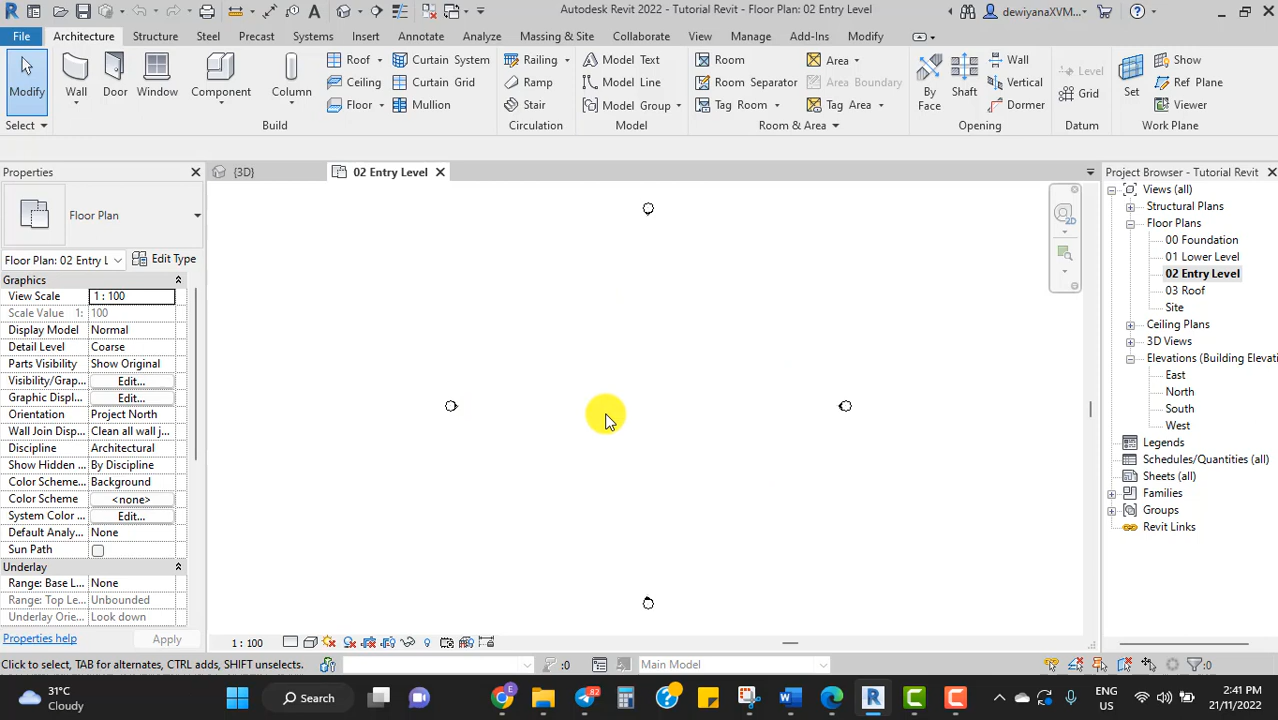 Autodesk Revit 2022 - Tutorial Revit - Floor Plan: 02 Entry Level
dewiyanaXVM...
File Architecture Structure Steel Precast Systems Insert Annotate Analyze Massing & Site Collaborate View Manage Add-Ins Modify
Modify
Wall
Door
Window
Component
Column
Roof
Ceiling
Floor
Curtain System
Curtain Grid
Mullion
Railing
Ramp
Stair
Model Text
Model Line
Model Group
Room
Room Separator
Tag Room
Area
Area Boundary
Tag Area
By Face
Shaft
Wall
Vertical
Dormer
Level
Grid
Set
Show
Ref Plane
Viewer
Select Build Circulation Model Room & Area Opening Datum Work Plane
Properties
{3D}
02 Entry Level
Project Browser - Tutorial Revit
Floor Plan
Floor Plan: 02 Entry L
Edit Type
Graphics
View Scale 1 : 100
Scale Value 1: 100
Display Model Normal
Detail Level Coarse
Parts Visibility Show Original
Visibility/Grap... Edit...
Graphic Displ... Edit...
Orientation Project North
Wall Join Disp... Clean all wall j...
Discipline Architectural
Show Hidden ... By Discipline
Color Scheme... Background
Color Scheme <none>
System Color ... Edit...
Default Analy... None
Sun Path
Underlay
Range: Base L... None
Range: Top Le... Unbounded
Underlay Orie... Look down
Properties help
Apply
2D
Views (all)
Structural Plans
Floor Plans
00 Foundation
01 Lower Level
02 Entry Level
03 Roof
Site
Ceiling Plans
3D Views
Elevations (Building Elevati
East
North
South
West
Legends
Schedules/Quantities (all)
Sheets (all)
Families
Groups
Revit Links
1 : 100
Click to select, TAB for alternates, CTRL adds, SHIFT unselects.
:0
Main Model
:0
31°C
Cloudy
Search
82
ENG
US
2:41 PM
21/11/2022